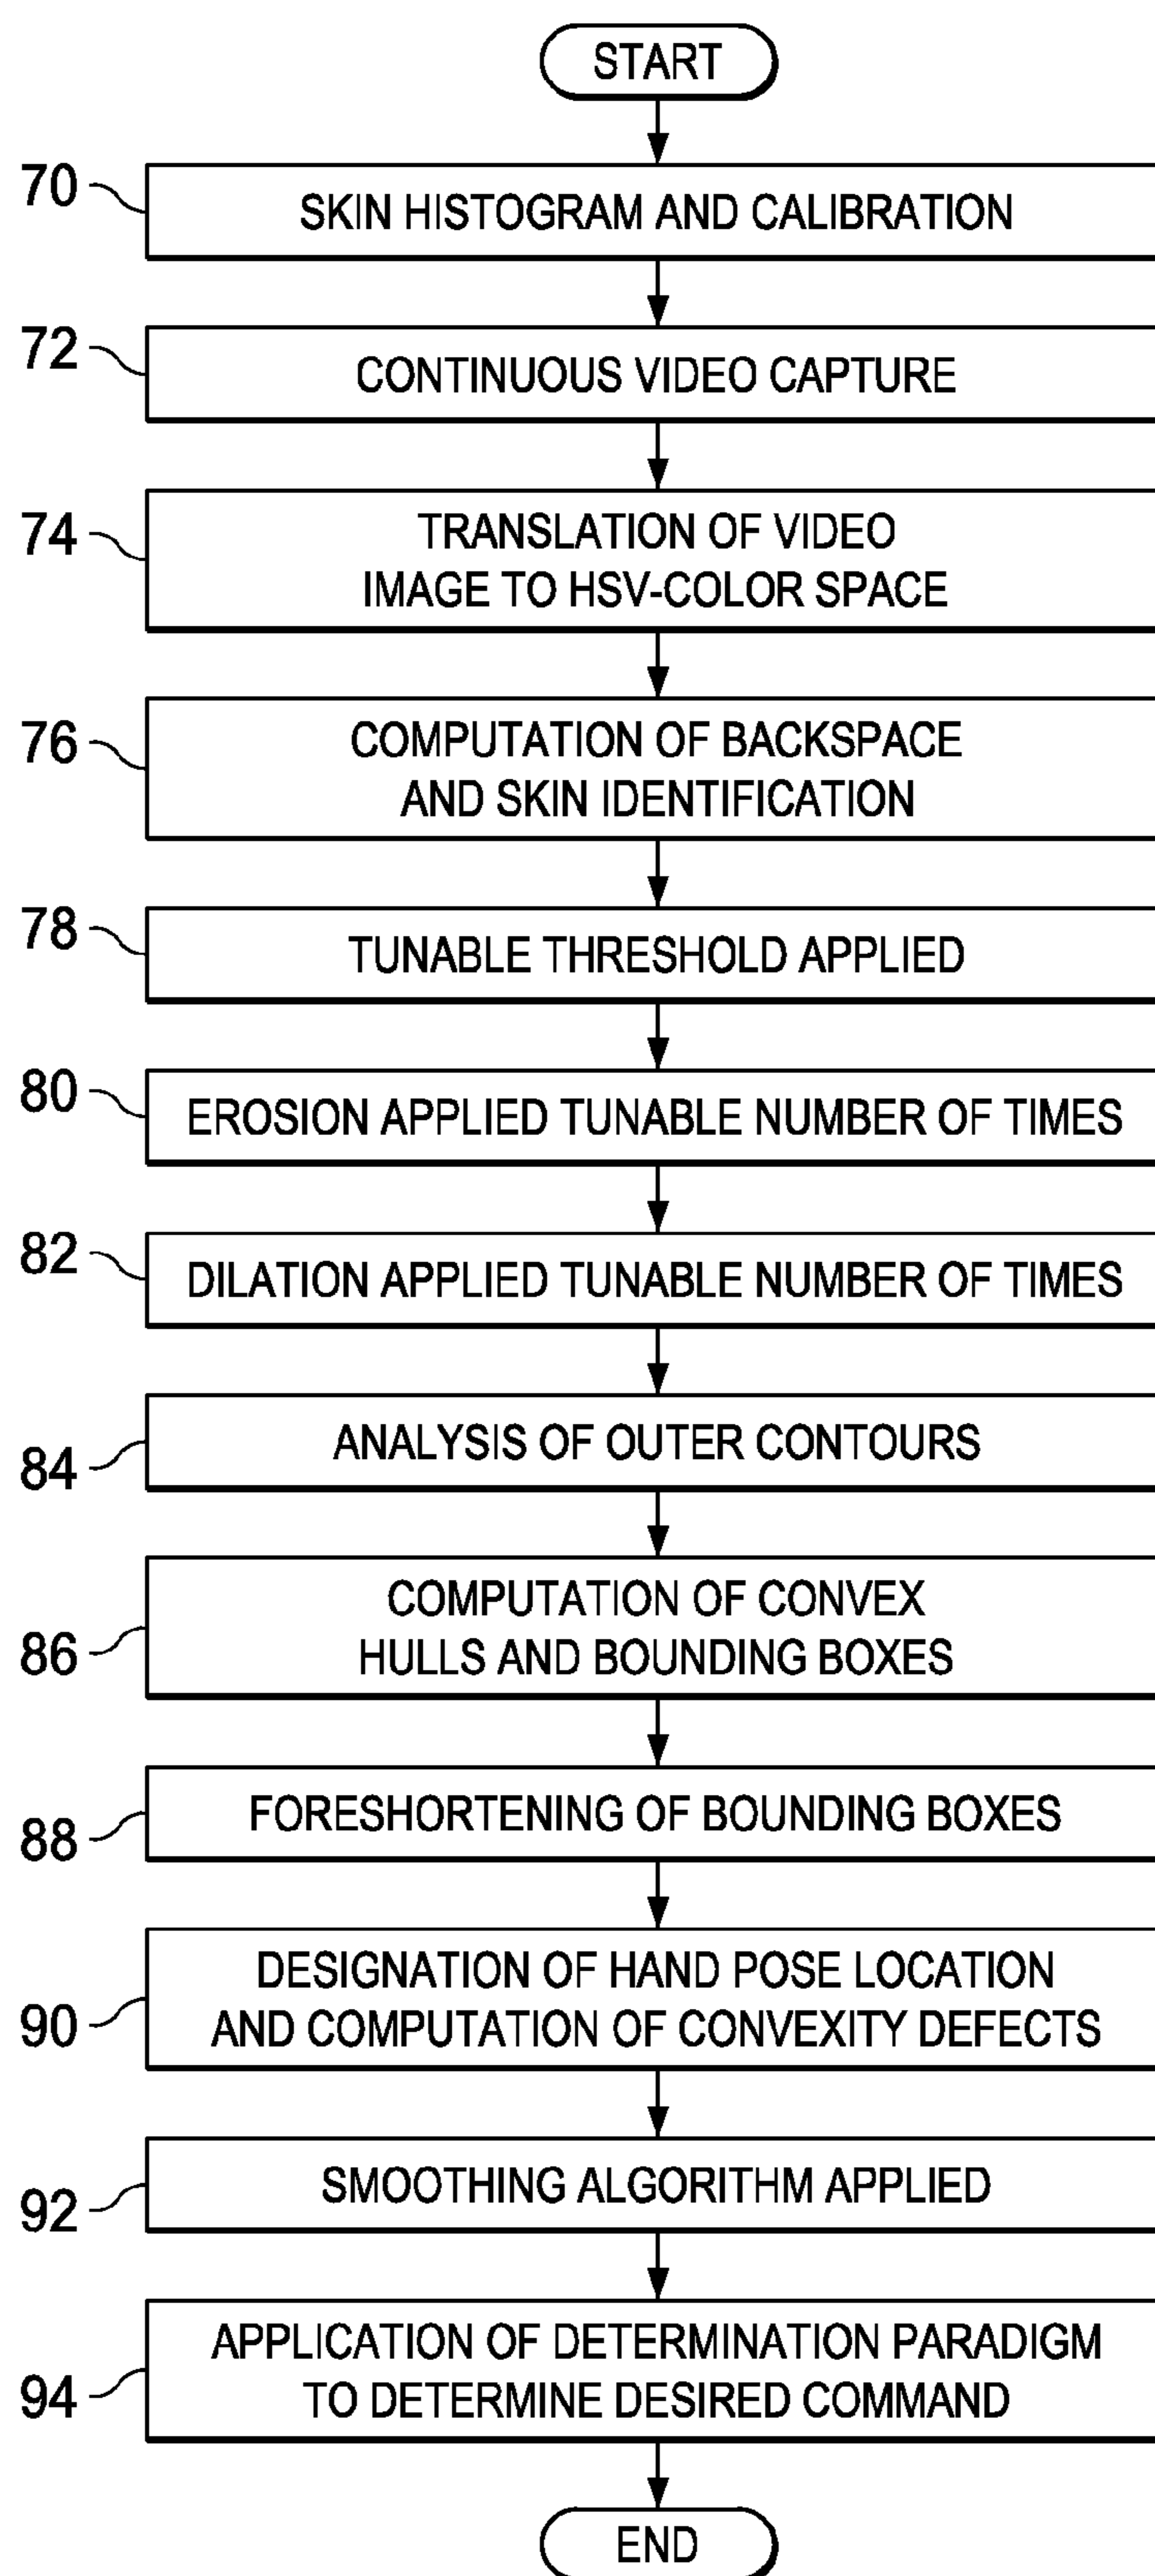 START
70
SKIN HISTOGRAM AND CALIBRATION
72
CONTINUOUS VIDEO CAPTURE
74
TRANSLATION OF VIDEO
IMAGE TO HSV-COLOR SPACE
76
COMPUTATION OF BACKSPACE
AND SKIN IDENTIFICATION
78
TUNABLE THRESHOLD APPLIED
80
EROSION APPLIED TUNABLE NUMBER OF TIMES
82
DILATION APPLIED TUNABLE NUMBER OF TIMES
84
ANALYSIS OF OUTER CONTOURS
86
COMPUTATION OF CONVEX
HULLS AND BOUNDING BOXES
88
FORESHORTENING OF BOUNDING BOXES
90
DESIGNATION OF HAND POSE LOCATION
AND COMPUTATION OF CONVEXITY DEFECTS
92
SMOOTHING ALGORITHM APPLIED
94
APPLICATION OF DETERMINATION PARADIGM
TO DETERMINE DESIRED COMMAND
END